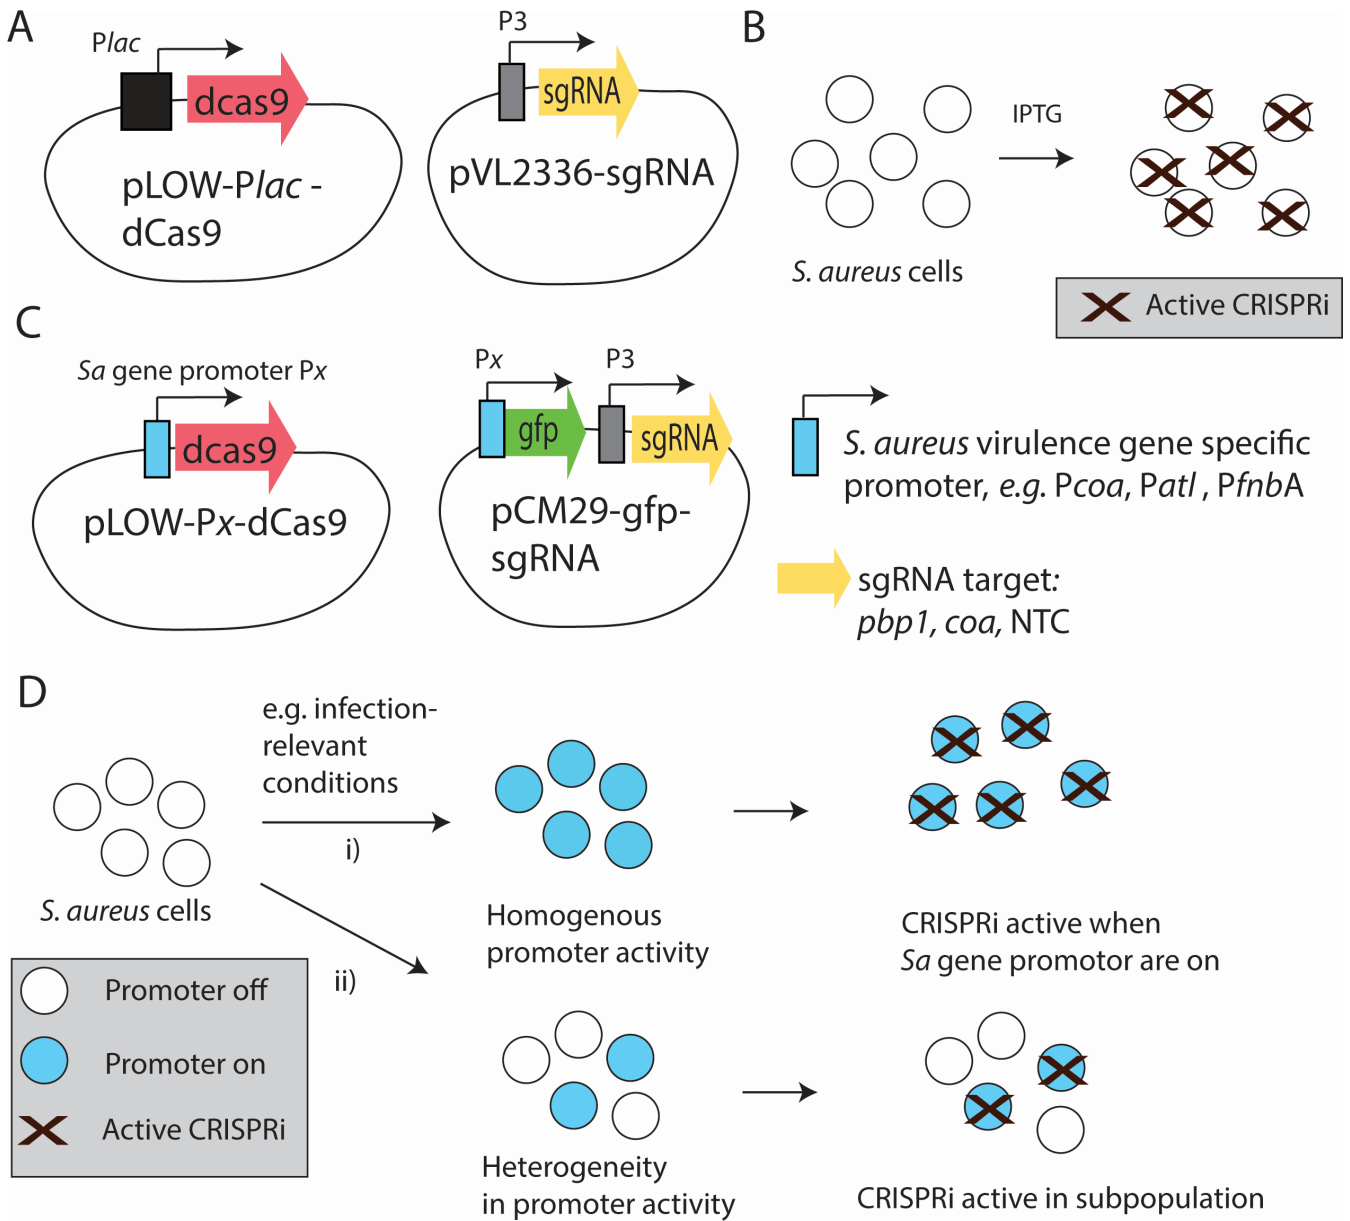 A
Plac
dcas9
pLOW-Plac -
dCas9
P3
sgRNA
pVL2336-sgRNA
B
IPTG
S. aureus cells
Active CRISPRi
C
Sa gene promoter Px
dcas9
pLOW-Px-dCas9
Px
P3
gfp
sgRNA
pCM29-gfp-
sgRNA
S. aureus virulence gene specific
promoter, e.g. Pcoa, Patl , PfnbA
sgRNA target:
pbp1, coa, NTC
D
e.g. infection-
relevant
conditions
i)
S. aureus cells
ii)
Homogenous
promoter activity
CRISPRi active when
Sa gene promotor are on
Promoter off
Promoter on
Active CRISPRi
Heterogeneity
in promoter activity
CRISPRi active in subpopulation